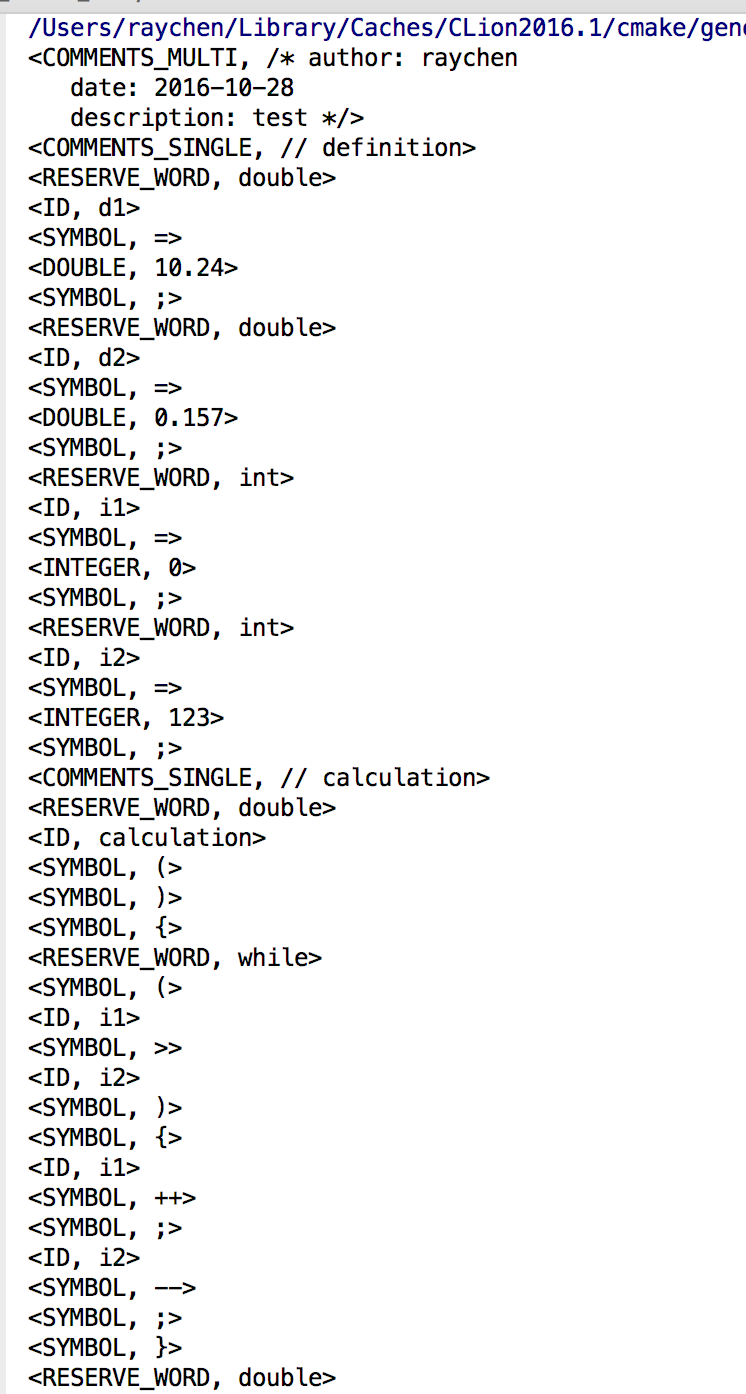 /Users/raychen/Library/Caches/CLion2016.1/cmake/gene
<COMMENTS_MULTI, /* author: raychen
   date: 2016-10-28
   description: test */>
<COMMENTS_SINGLE, // definition>
<RESERVE_WORD, double>
<ID, d1>
<SYMBOL, =>
<DOUBLE, 10.24>
<SYMBOL, ;>
<RESERVE_WORD, double>
<ID, d2>
<SYMBOL, =>
<DOUBLE, 0.157>
<SYMBOL, ;>
<RESERVE_WORD, int>
<ID, i1>
<SYMBOL, =>
<INTEGER, 0>
<SYMBOL, ;>
<RESERVE_WORD, int>
<ID, i2>
<SYMBOL, =>
<INTEGER, 123>
<SYMBOL, ;>
<COMMENTS_SINGLE, // calculation>
<RESERVE_WORD, double>
<ID, calculation>
<SYMBOL, (>
<SYMBOL, )>
<SYMBOL, {>
<RESERVE_WORD, while>
<SYMBOL, (>
<ID, i1>
<SYMBOL, >>
<ID, i2>
<SYMBOL, )>
<SYMBOL, {>
<ID, i1>
<SYMBOL, ++>
<SYMBOL, ;>
<ID, i2>
<SYMBOL, -->
<SYMBOL, ;>
<SYMBOL, }>
<RESERVE_WORD, double>